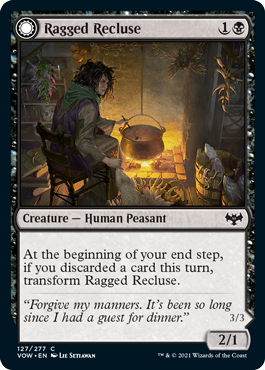 Ragged Recluse 1
Creature — Human Peasant
At the beginning of your end step,
if you discarded a card this turn,
transform Ragged Recluse.
“Forgive my manners. It’s been so long
since I had a guest for dinner.”
3/3
2/1
127/277 C
VOW • EN Lie Setiawan
™ & © 2021 Wizards of the Coast